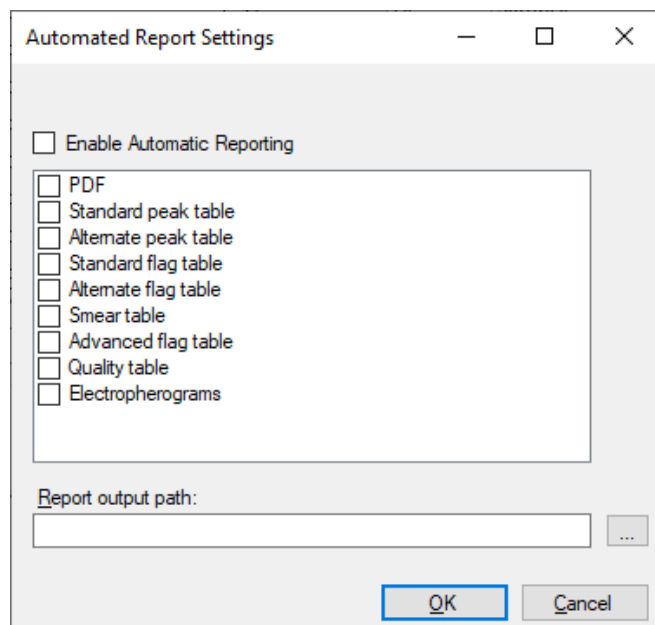 Automated Report Settings
Enable Automatic Reporting
PDF
Standard peak table
Alternate peak table
Standard flag table
Alternate flag table
Smear table
Advanced flag table
Quality table
Electropherograms
Report output path:
...
OK
Cancel